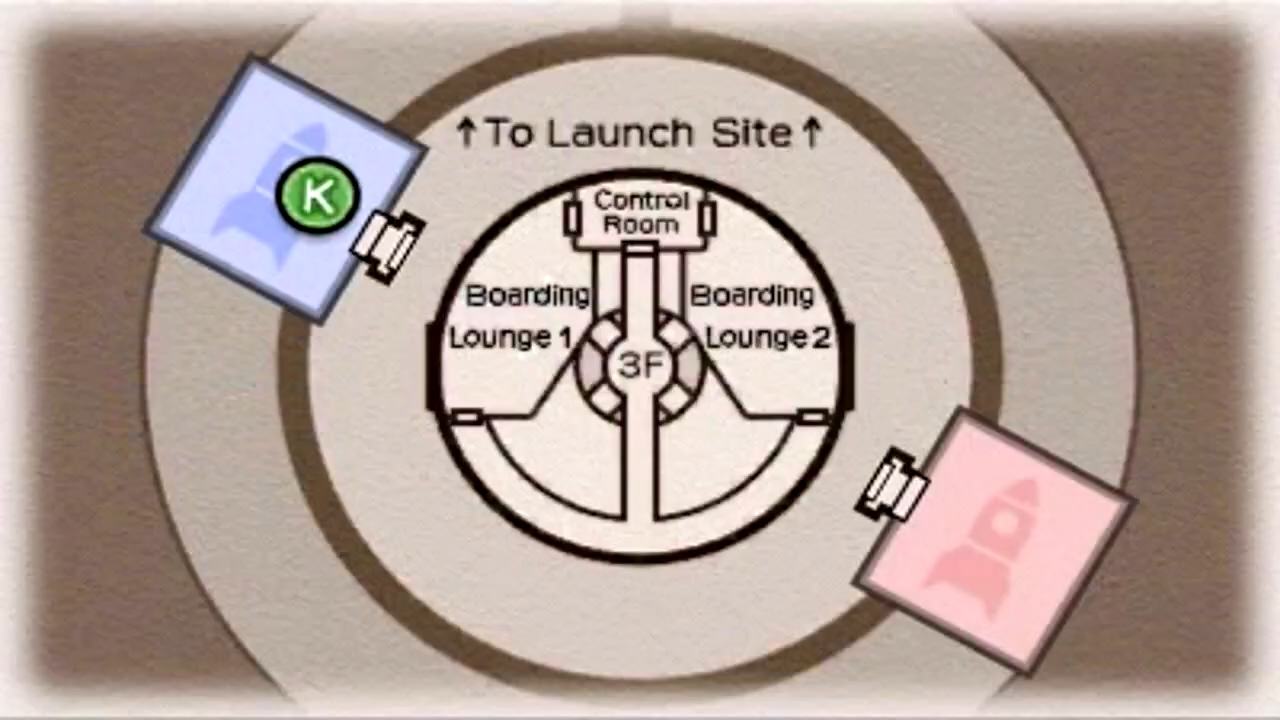 ↑To Launch Site↑
K
Control
Room
Boarding
Lounge 1
Boarding
Lounge 2
3F